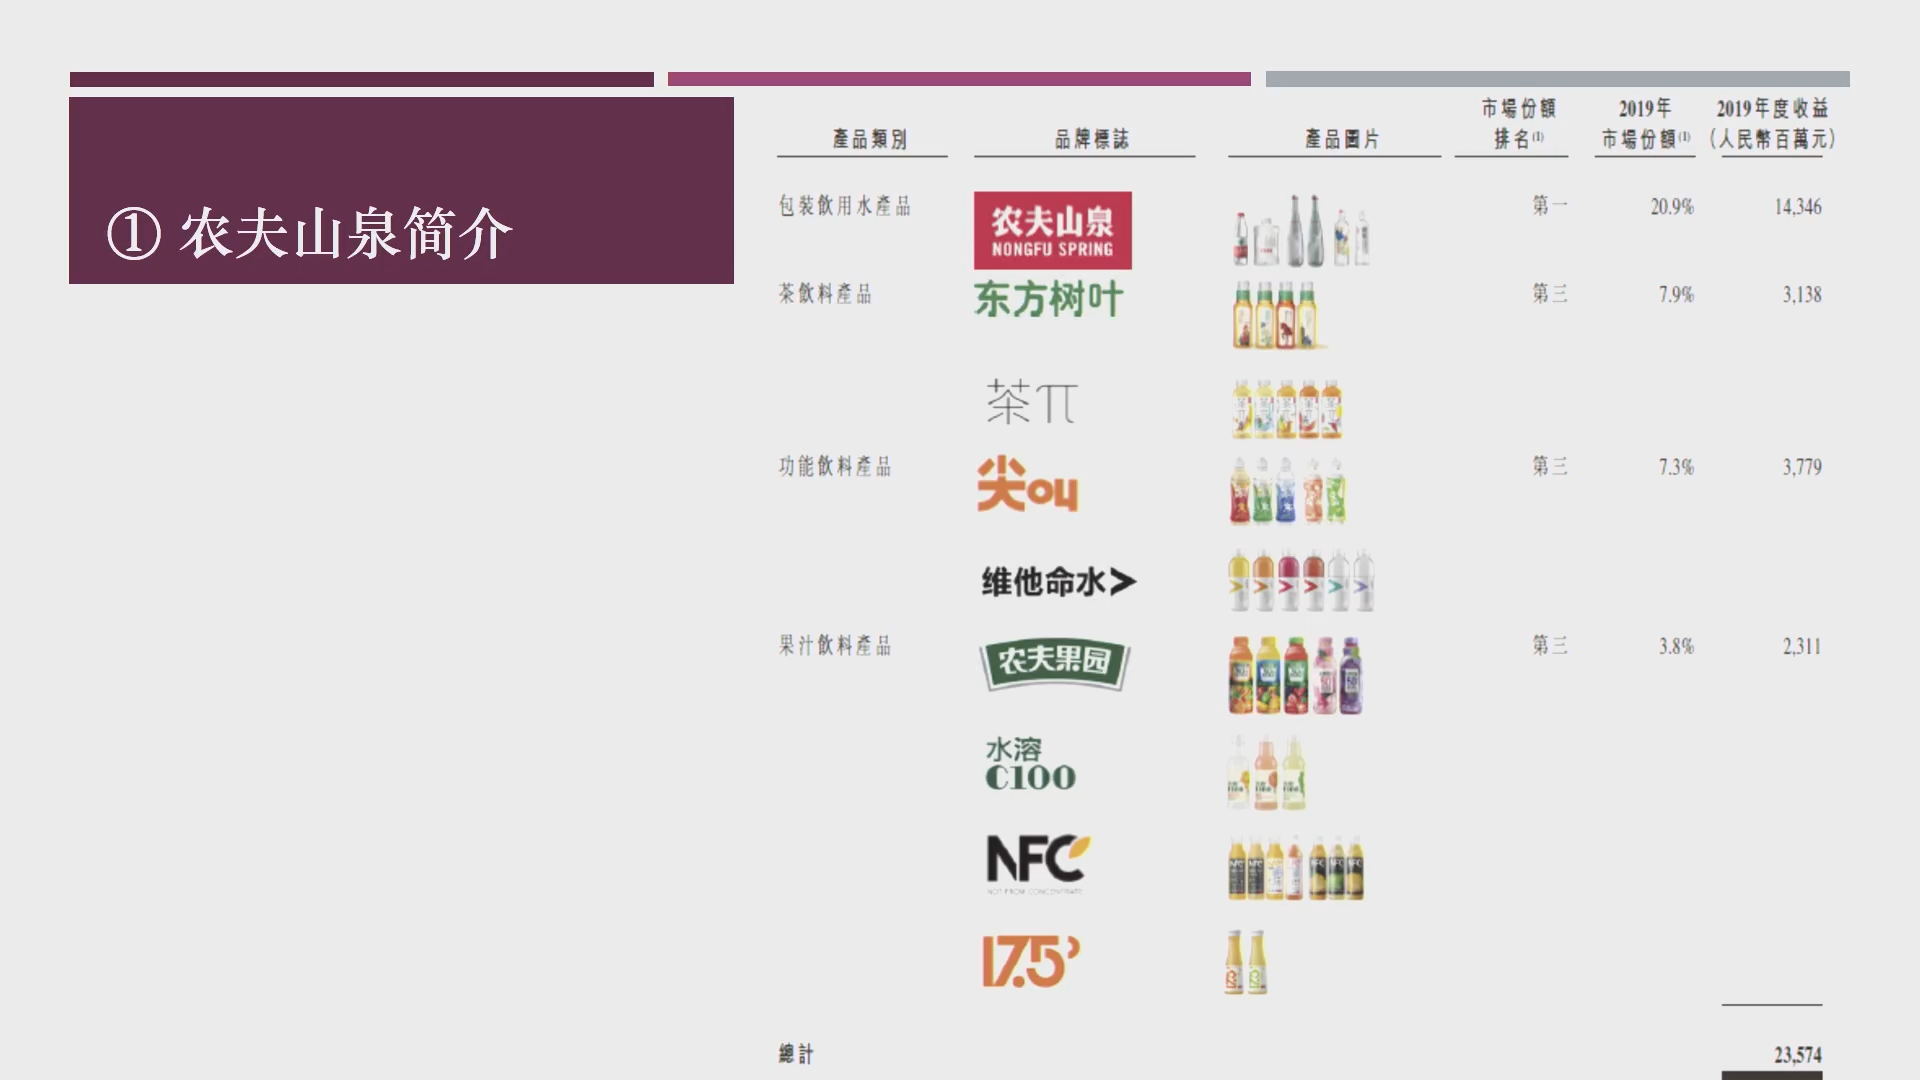 ① 农夫山泉简介
產品類別 品牌標誌 產品圖片 市場份額排名(1) 2019年市場份額(1) 2019年度收益(人民幣百萬元)
包裝飲用水產品 农夫山泉 NONGFU SPRING 第一 20.9% 14,346
茶飲料產品 东方树叶 第三 7.9% 3,138
茶π
功能飲料產品 尖叫 第三 7.3% 3,779
维他命水
果汁飲料產品 农夫果园 第三 3.8% 2,311
水溶
C100
NFC
NOT FROM CONCENTRATE
17.5°
總計 23,574